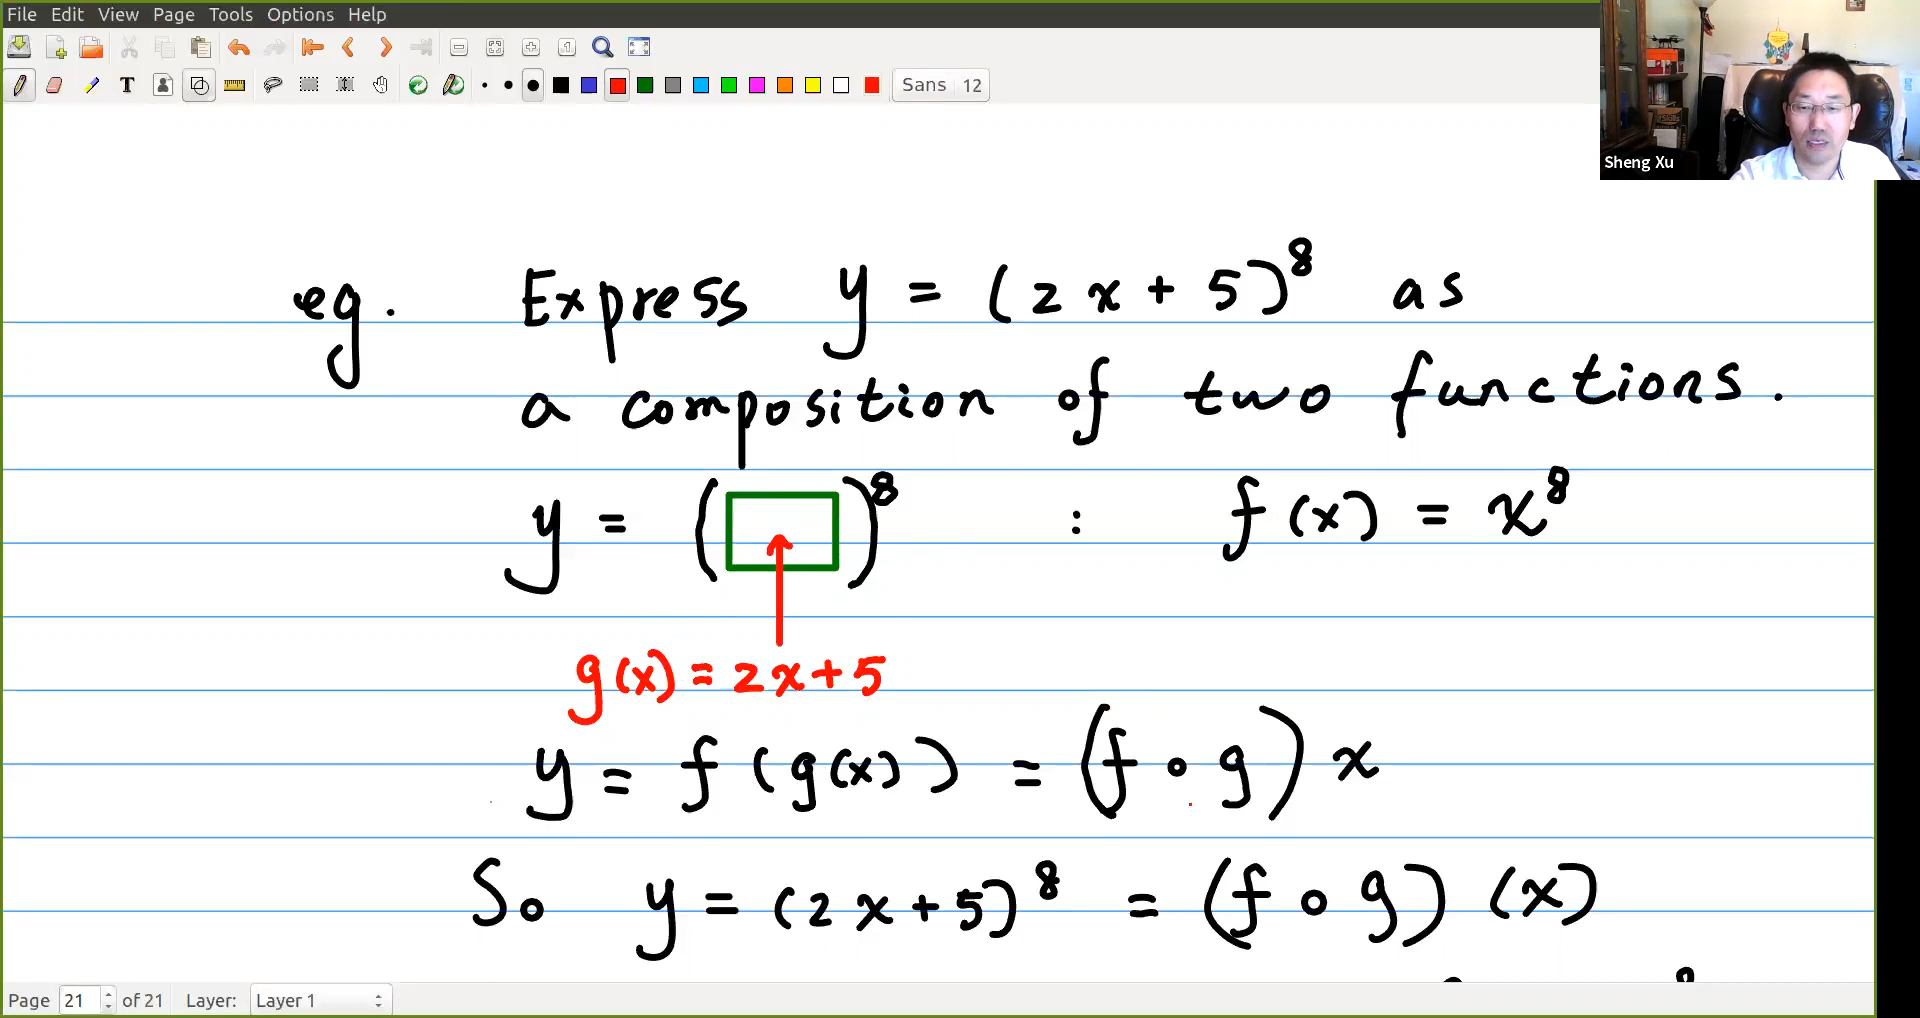 File Edit View Page Tools Options Help
Sans 12
Sheng Xu
eg. Express y = (2x + 5)^8 as
a composition of two functions.
y = ( )^8 : f(x) = x^8
g(x) = 2x+5
y = f(g(x)) = (f ∘ g) x
So y = (2x+5)^8 = (f ∘ g) (x)
Page 21 of 21 Layer: Layer 1